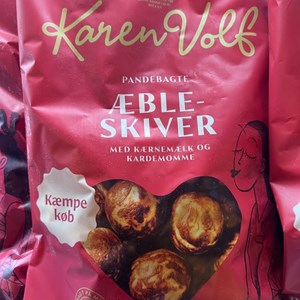 Karen Volf
PANDEBAGTE
ÆBLE-
SKIVER
MED KÆRNEMÆLK OG
KARDEMOMME
Kæmpe
køb